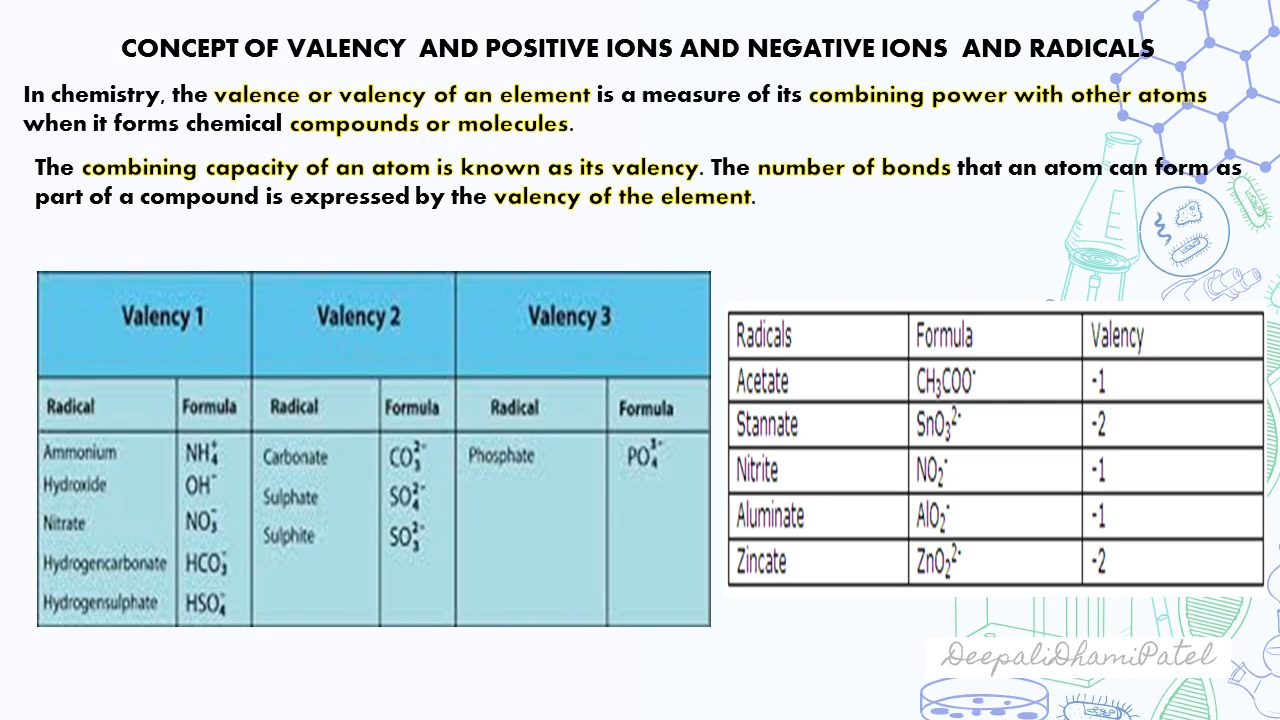 CONCEPT OF VALENCY AND POSITIVE IONS AND NEGATIVE IONS AND RADICALS
In chemistry, the valence or valency of an element is a measure of its combining power with other atoms
when it forms chemical compounds or molecules.
The combining capacity of an atom is known as its valency. The number of bonds that an atom can form as
part of a compound is expressed by the valency of the element.
Valency 1 Valency 2 Valency 3
Radical Formula Radical Formula Radical Formula
Ammonium NH₄⁺ Carbonate CO₃²⁻ Phosphate PO₄³⁻
Hydroxide OH⁻ Sulphate SO₄²⁻
Nitrate NO₃⁻ Sulphite SO₃²⁻
Hydrogencarbonate HCO₃⁻
Hydrogensulphate HSO₄⁻
Radicals Formula Valency
Acetate CH₃COO⁻ -1
Stannate SnO₃²⁻ -2
Nitrite NO₂⁻ -1
Aluminate AlO₂⁻ -1
Zincate ZnO₂²⁻ -2
DeepaliDhamiPatel